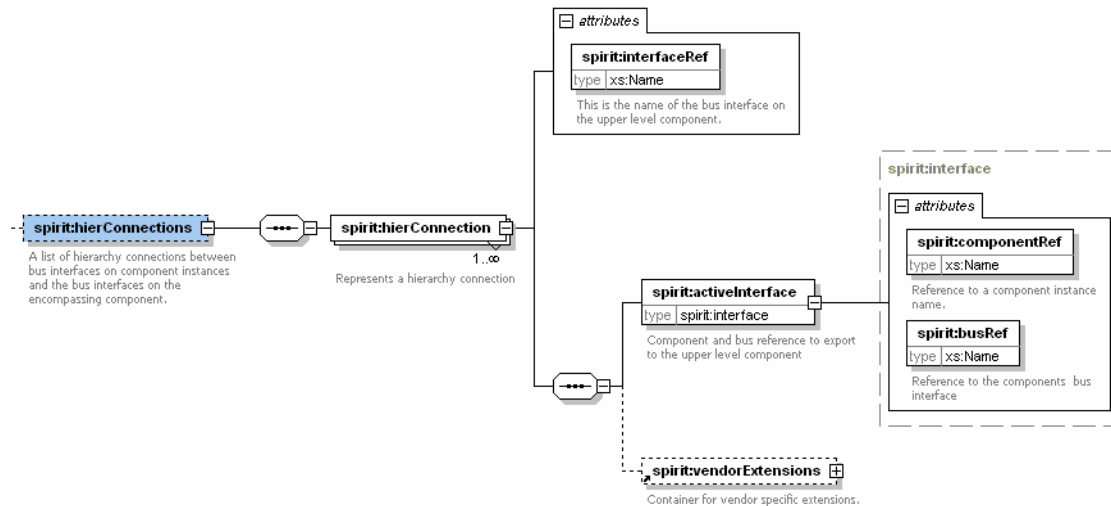 attributes
spirit:interfaceRef
type xs:Name
This is the name of the bus interface on
the upper level component.
spirit:hierConnections
A list of hierarchy connections between
bus interfaces on component instances
and the bus interfaces on the
encompassing component.
spirit:hierConnection
1..∞
Represents a hierarchy connection
spirit:activeInterface
type spirit:interface
Component and bus reference to export
to the upper level component
spirit:interface
attributes
spirit:componentRef
type xs:Name
Reference to a component instance
name.
spirit:busRef
type xs:Name
Reference to the components bus
interface
spirit:vendorExtensions
Container for vendor specific extensions.